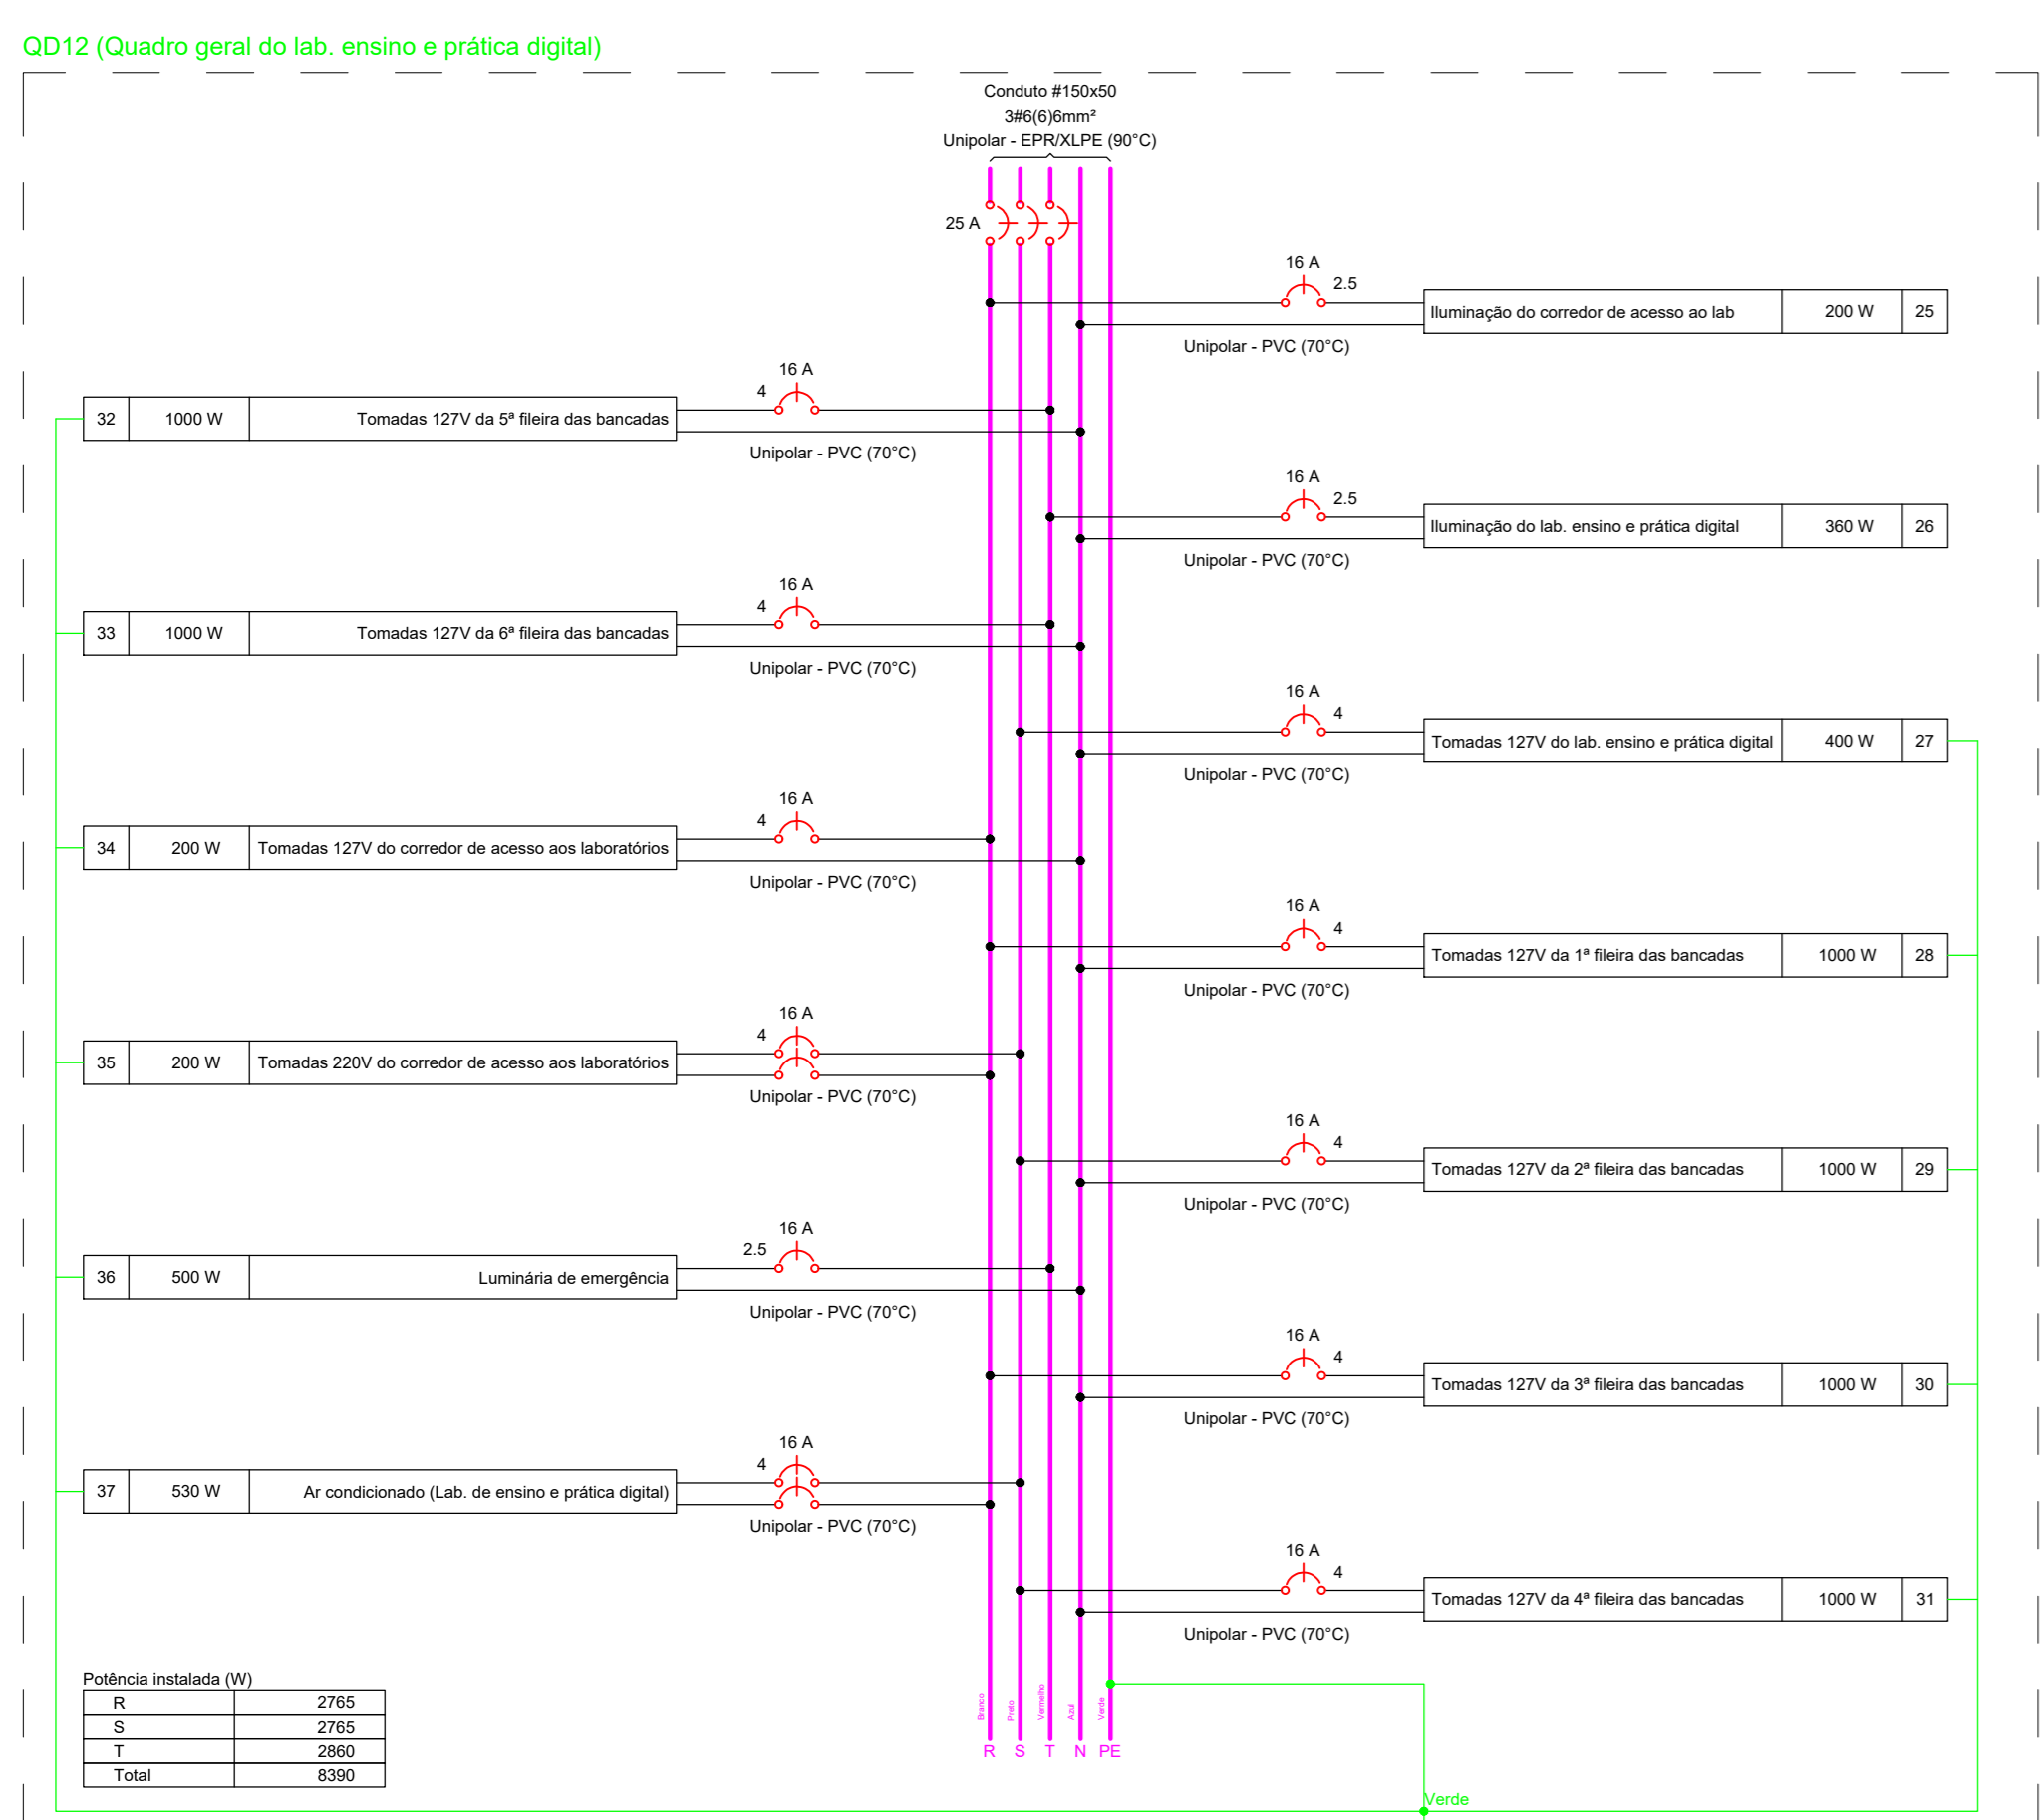 QD12 (Quadro geral do lab. ensino e prática digital)
Conduto #150x50
3#6(6)6mm²
Unipolar - EPR/XLPE (90°C)
25 A
16 A
2.5
Iluminação do corredor de acesso ao lab 200 W 25
Unipolar - PVC (70°C)
16 A
4
32 1000 W Tomadas 127V da 5ª fileira das bancadas
Unipolar - PVC (70°C)
16 A
2.5
Iluminação do lab. ensino e prática digital 360 W 26
Unipolar - PVC (70°C)
16 A
4
33 1000 W Tomadas 127V da 6ª fileira das bancadas
Unipolar - PVC (70°C)
16 A
4
Tomadas 127V do lab. ensino e prática digital 400 W 27
Unipolar - PVC (70°C)
16 A
4
34 200 W Tomadas 127V do corredor de acesso aos laboratórios
Unipolar - PVC (70°C)
16 A
4
Tomadas 127V da 1ª fileira das bancadas 1000 W 28
Unipolar - PVC (70°C)
16 A
4
35 200 W Tomadas 220V do corredor de acesso aos laboratórios
Unipolar - PVC (70°C)
16 A
4
Tomadas 127V da 2ª fileira das bancadas 1000 W 29
Unipolar - PVC (70°C)
16 A
2.5
36 500 W Luminária de emergência
Unipolar - PVC (70°C)
16 A
4
Tomadas 127V da 3ª fileira das bancadas 1000 W 30
Unipolar - PVC (70°C)
16 A
4
37 530 W Ar condicionado (Lab. de ensino e prática digital)
Unipolar - PVC (70°C)
16 A
4
Tomadas 127V da 4ª fileira das bancadas 1000 W 31
Unipolar - PVC (70°C)
Potência instalada (W)
R 2765
S 2765
T 2860
Total 8390
Branco
Preto
Vermelho
Azul
Verde
R S T N PE
Verde